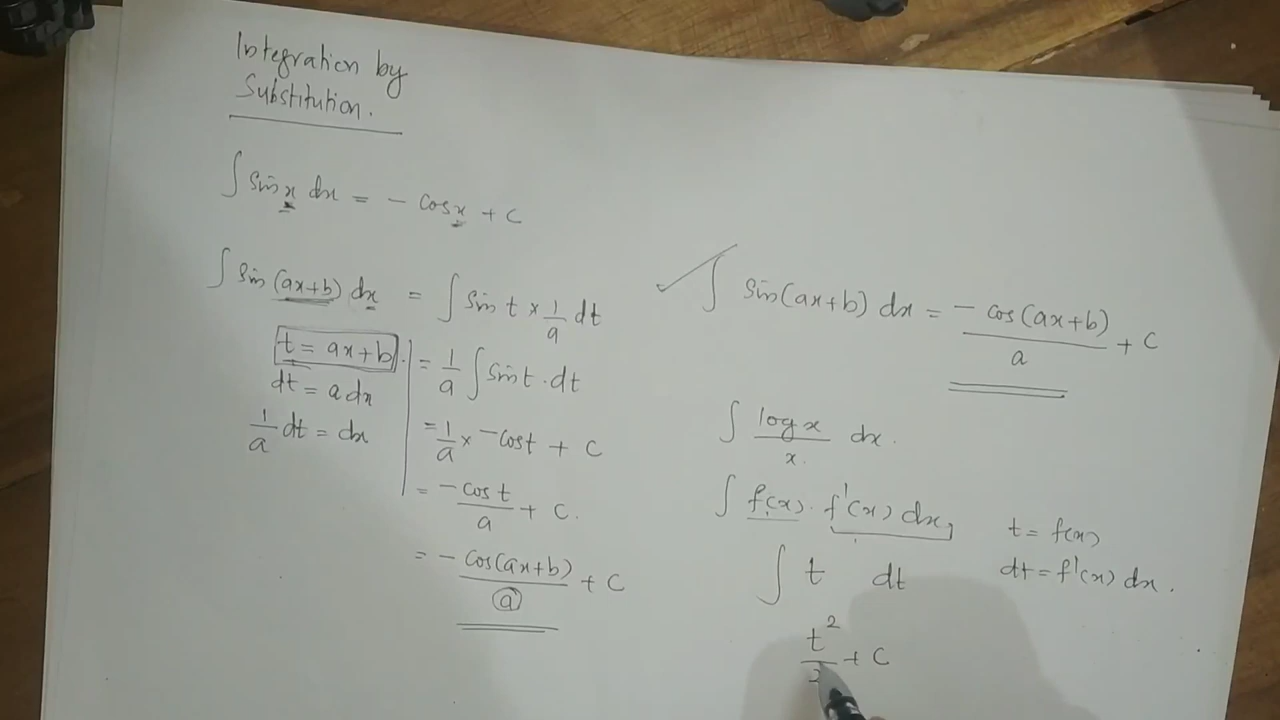 Integration by
Substitution.
∫ sin x dx = - cos x + C
∫ sin (ax+b) dx = ∫ sin t × 1/a dt
t = ax+b.
dt = a dx
1/a dt = dx
= 1/a ∫ sin t . dt
= 1/a × -cos t + C
= -cos t / a + C.
= - cos(ax+b) / a + C
∫ sin(ax+b) dx = - cos(ax+b) / a + C
∫ log x / x dx.
∫ f(x) . f'(x) dx,
t = f(x)
dt = f'(x) dx.
∫ t dt
t² / 2 + C